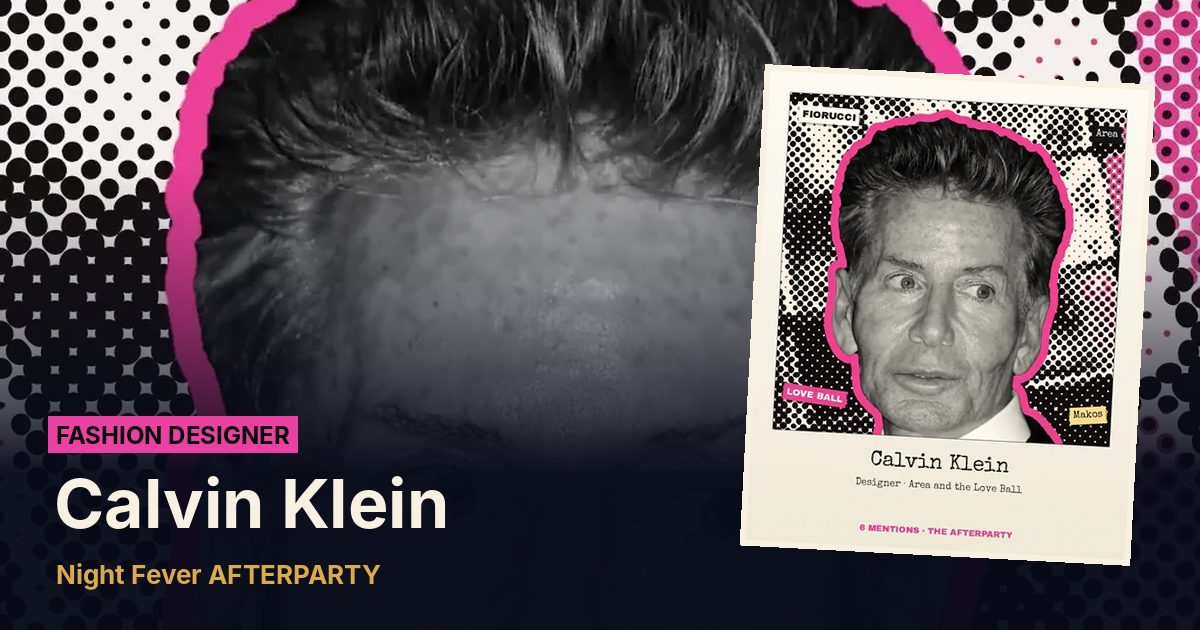 FASHION DESIGNER
Calvin Klein
Night Fever AFTERPARTY
FIORUCCI
Area
LOVE BALL
Makos
Calvin Klein
Designer · Area and the Love Ball
6 MENTIONS · THE AFTERPARTY